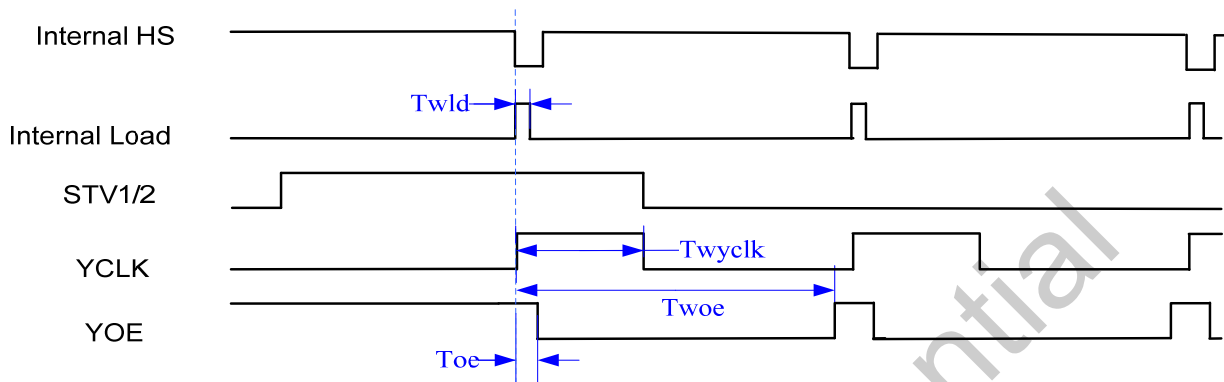 Internal HS
Twld
Internal Load
STV1/2
YCLK
Twyclk
Twoe
YOE
Toe
ntial